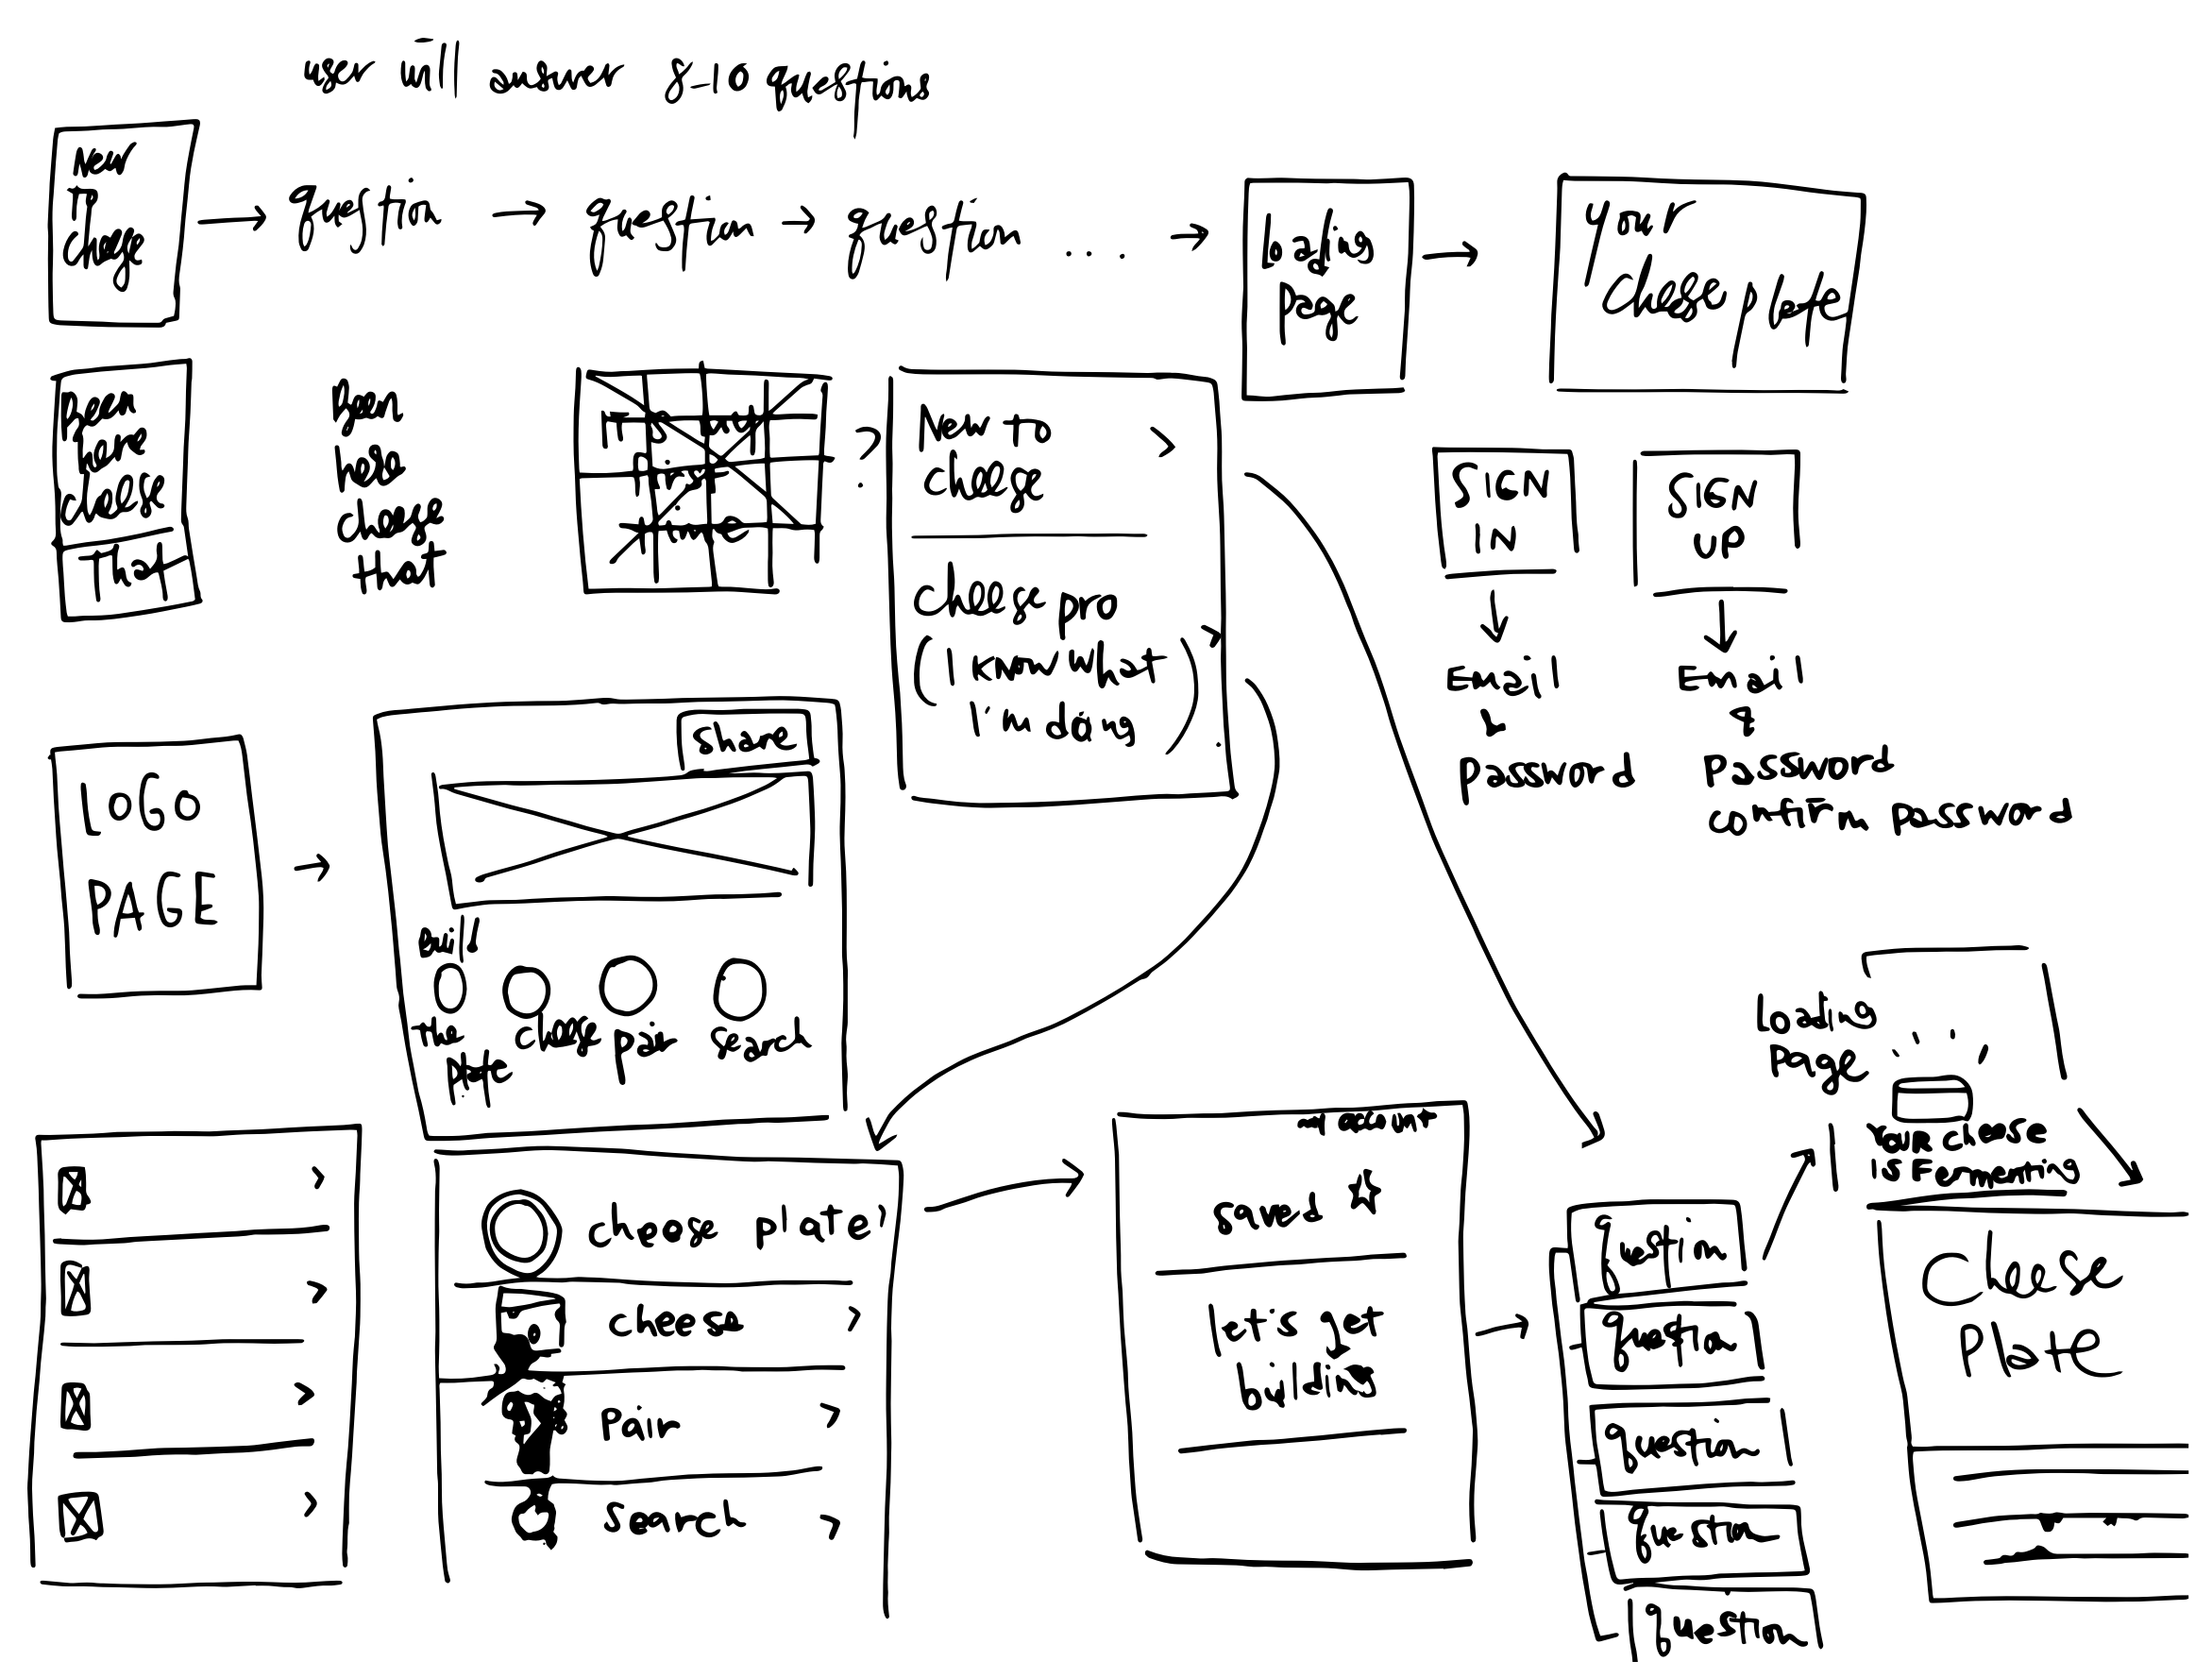 user will answer 8-10 questions
New
To
cheese
question
question
question ...
loading
page
Your
cheese plate
Been
have
cheese
That
Been
have
cheese
that
first
time
?
New to
cheese
cheese pro
(I know what
I'm doing)
SIGN
IN
Email
&
password
SIGN
UP
Email
&
password
confirm password
LOGO
PAGE
share
Build
the
plate
cheese
pair
search
cheese plate
cheese
Pair
search
my account
saved
let's get
building
question
question
question
question
question
Loading
Page
YOUR cheese
is Fermenting
Cheese
Plate